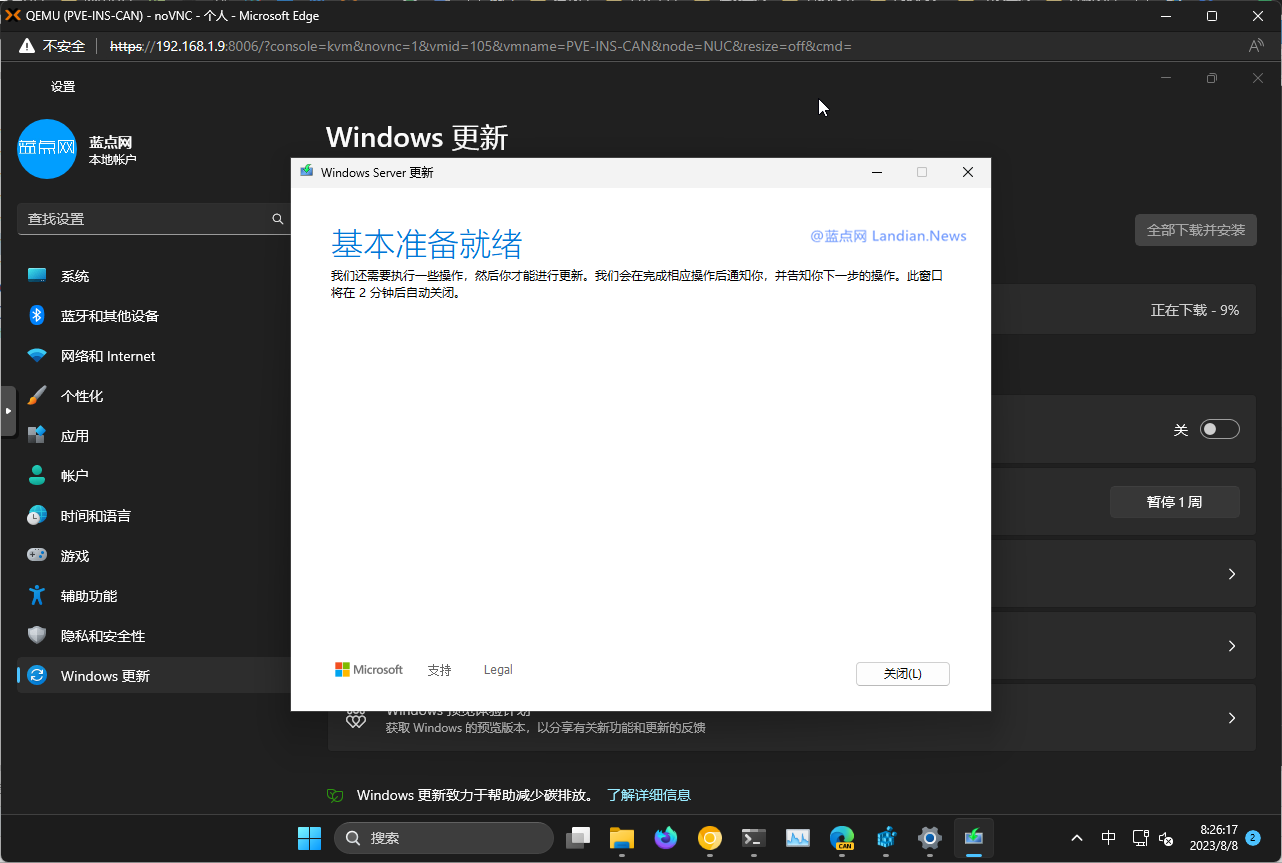 QEMU (PVE-INS-CAN) - noVNC - 个人 - Microsoft Edge
不安全
https://192.168.1.9:8006/?console=kvm&novnc=1&vmid=105&vmname=PVE-INS-CAN&node=NUC&resize=off&cmd=
设置
蓝点网
蓝点网
本地帐户
查找设置
系统
蓝牙和其他设备
网络和 Internet
个性化
应用
帐户
时间和语言
游戏
辅助功能
隐私和安全性
Windows 更新
Windows 更新
全部下载并安装
正在下载 - 9%
关
暂停 1 周
Windows Server 更新
基本准备就绪
@蓝点网 Landian.News
我们还需要执行一些操作，然后你才能进行更新。我们会在完成相应操作后通知你，并告知你下一步的操作。此窗口
将在 2 分钟后自动关闭。
Microsoft
支持
Legal
关闭(L)
Windows 预览体验计划
获取 Windows 的预览版本，以分享有关新功能和更新的反馈
Windows 更新致力于帮助减少碳排放。 了解详细信息
搜索
CAN
中
8:26:17
2023/8/8
2